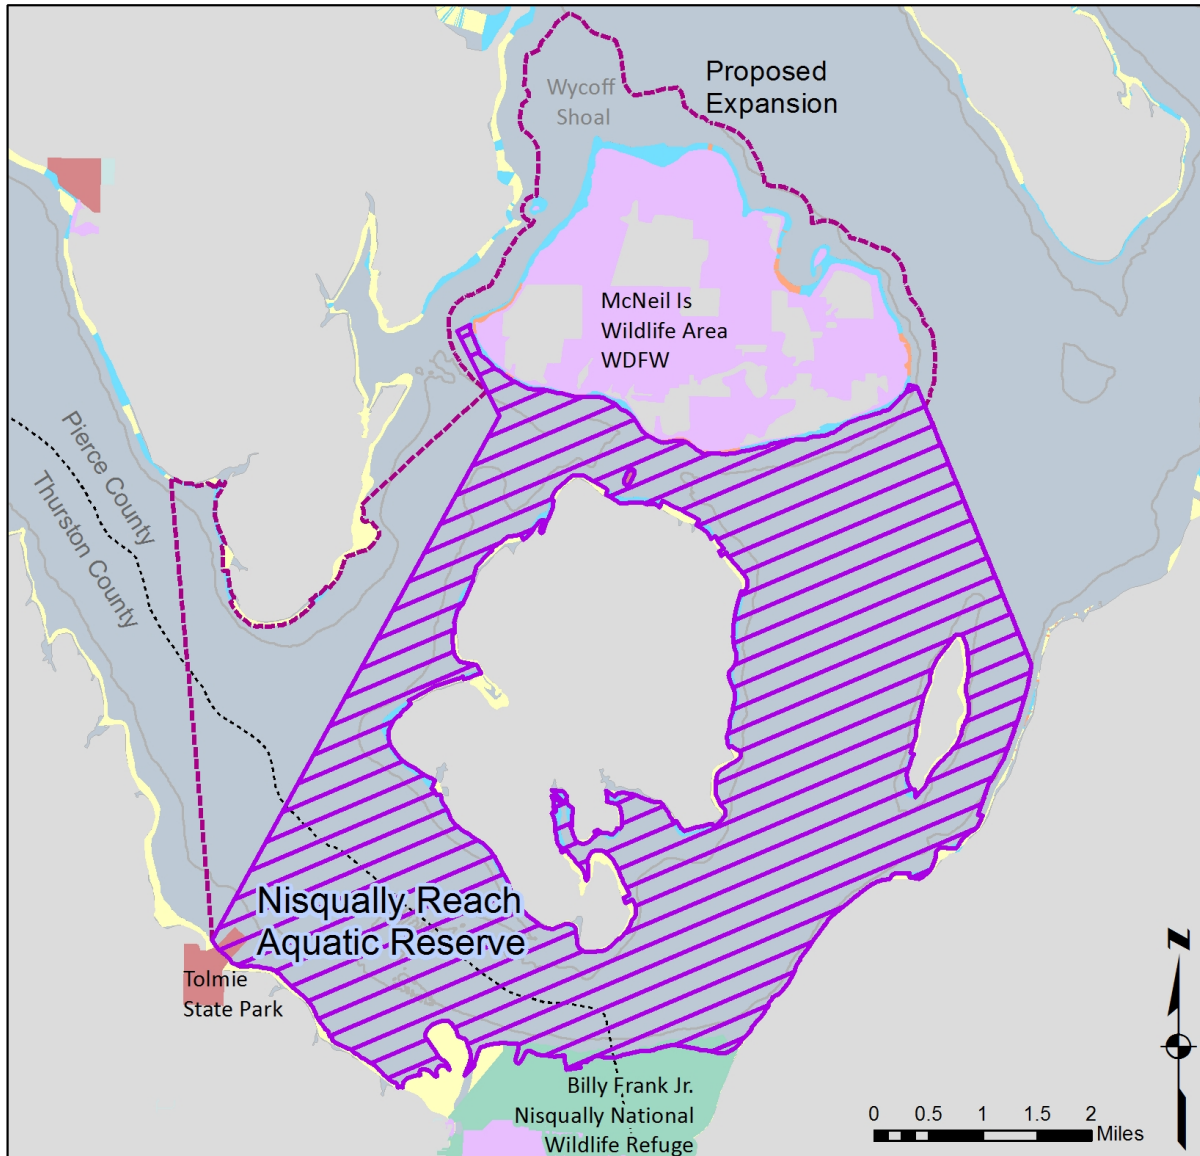 Proposed
Expansion
Wycoff
Shoal
McNeil Is
Wildlife Area
WDFW
Pierce County
Thurston County
Nisqually Reach
Aquatic Reserve
Tolmie
State Park
Billy Frank Jr.
Nisqually National
Wildlife Refuge
N
0 0.5 1 1.5 2
Miles